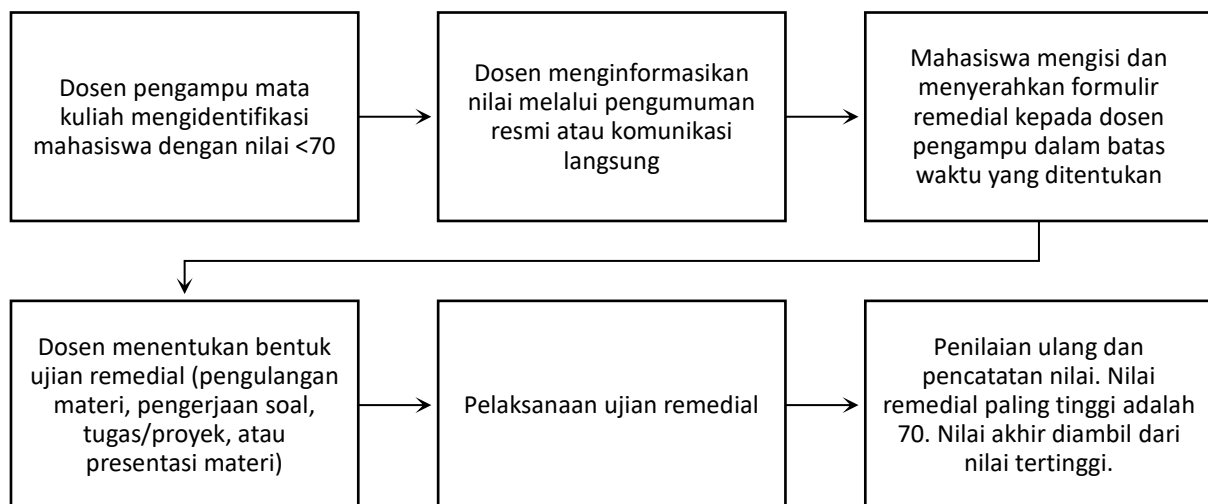 Dosen pengampu mata
kuliah mengidentifikasi
mahasiswa dengan nilai <70
Dosen menginformasikan
nilai melalui pengumuman
resmi atau komunikasi
langsung
Mahasiswa mengisi dan
menyerahkan formulir
remedial kepada dosen
pengampu dalam batas
waktu yang ditentukan
Dosen menentukan bentuk
ujian remedial (pengulangan
materi, pengerjaan soal,
tugas/proyek, atau
presentasi materi)
Pelaksanaan ujian remedial
Penilaian ulang dan
pencatatan nilai. Nilai
remedial paling tinggi adalah
70. Nilai akhir diambil dari
nilai tertinggi.